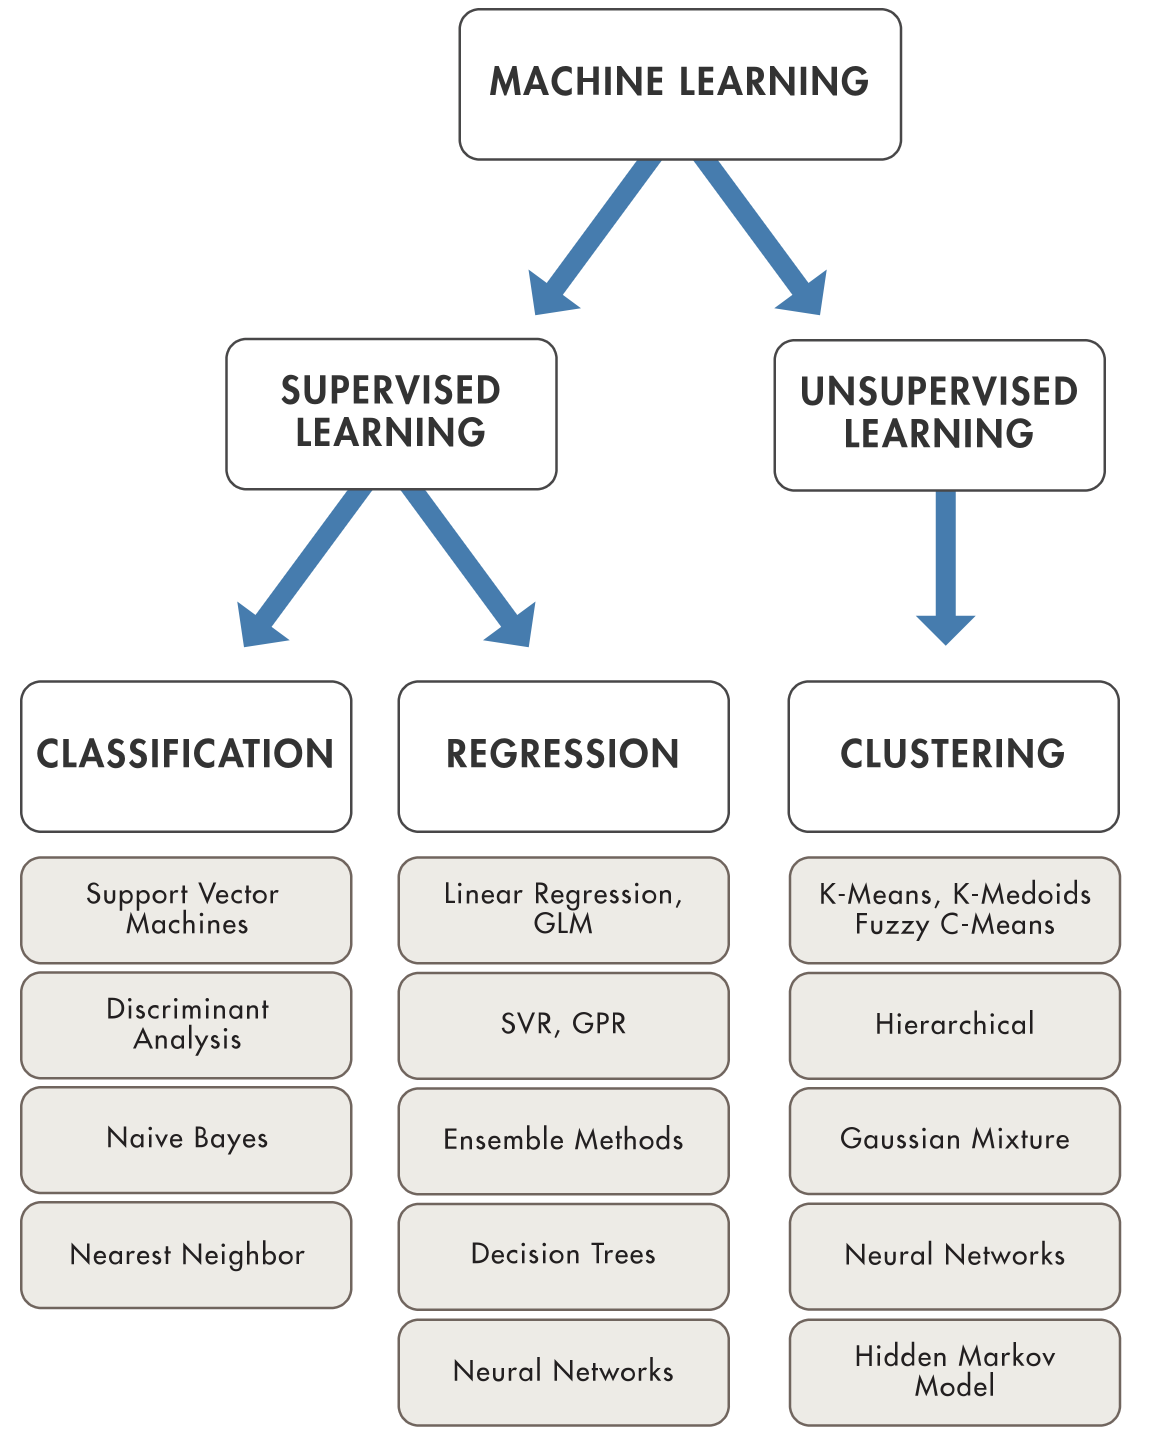 MACHINE LEARNING
SUPERVISED
LEARNING
UNSUPERVISED
LEARNING
CLASSIFICATION
REGRESSION
CLUSTERING
Support Vector
Machines
Discriminant
Analysis
Naive Bayes
Nearest Neighbor
Linear Regression,
GLM
SVR, GPR
Ensemble Methods
Decision Trees
Neural Networks
K-Means, K-Medoids
Fuzzy C-Means
Hierarchical
Gaussian Mixture
Neural Networks
Hidden Markov
Model